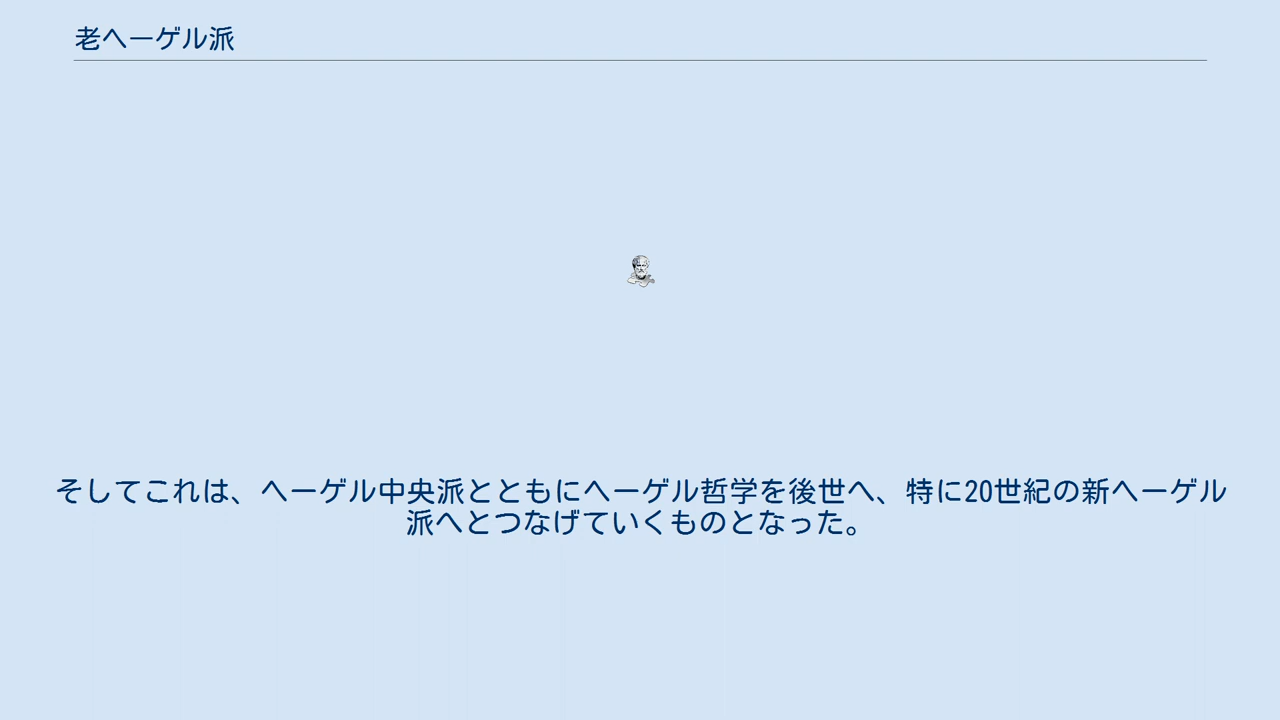 老ヘーゲル派
そしてこれは、ヘーゲル中央派とともにヘーゲル哲学を後世へ、特に20世紀の新ヘーゲル
派へとつなげていくものとなった。